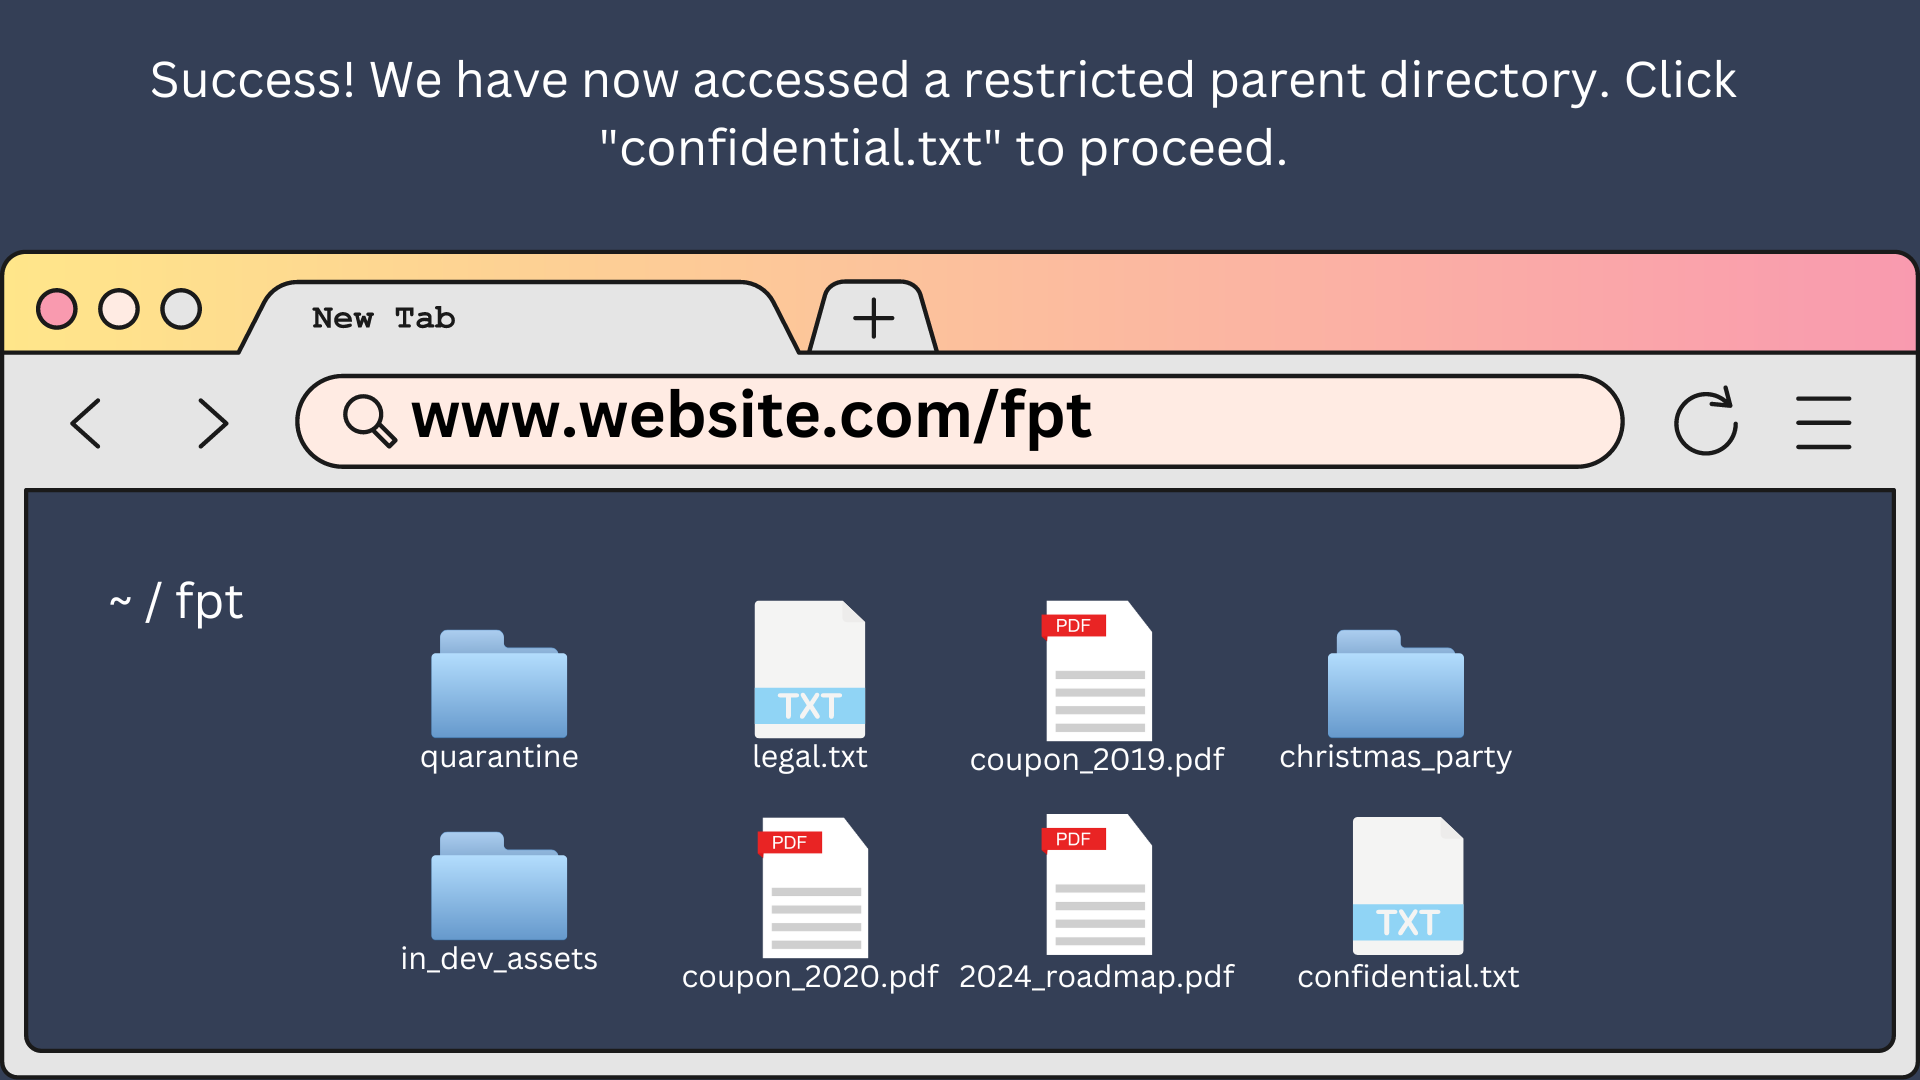 Success! We have now accessed a restricted parent directory. Click
"confidential.txt" to proceed.
New Tab
www.website.com/fpt
~ / fpt
TXT
PDF
quarantine
legal.txt
coupon_2019.pdf
christmas_party
PDF
PDF
TXT
in_dev_assets
coupon_2020.pdf
2024_roadmap.pdf
confidential.txt